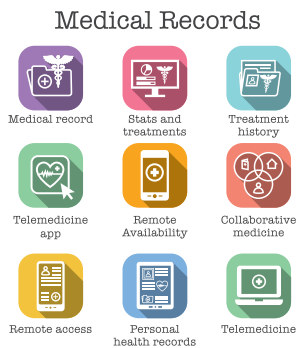 Medical Records
Medical record
Stats and
treatments
Treatment
history
Telemedicine
app
Remote
Availability
Collaborative
medicine
Remote access
Personal
health records
Telemedicine